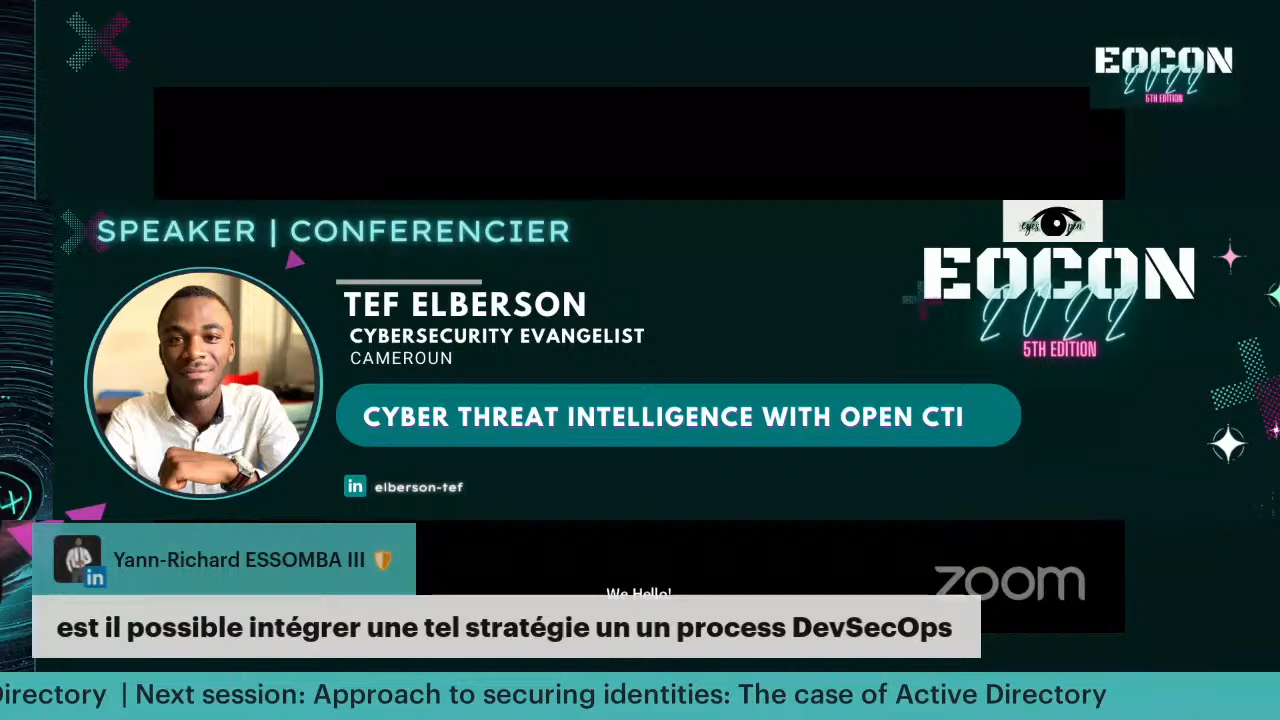 EOCON
2022
5TH EDITION
SPEAKER | CONFERENCIER
eyes open
EOCON
2022
5TH EDITION
TEF ELBERSON
CYBERSECURITY EVANGELIST
CAMEROUN
CYBER THREAT INTELLIGENCE WITH OPEN CTI
in elberson-tef
in Yann-Richard ESSOMBA III
zoom
We Hello!
est il possible intégrer une tel stratégie un un process DevSecOps
Directory | Next session: Approach to securing identities: The case of Active Directory